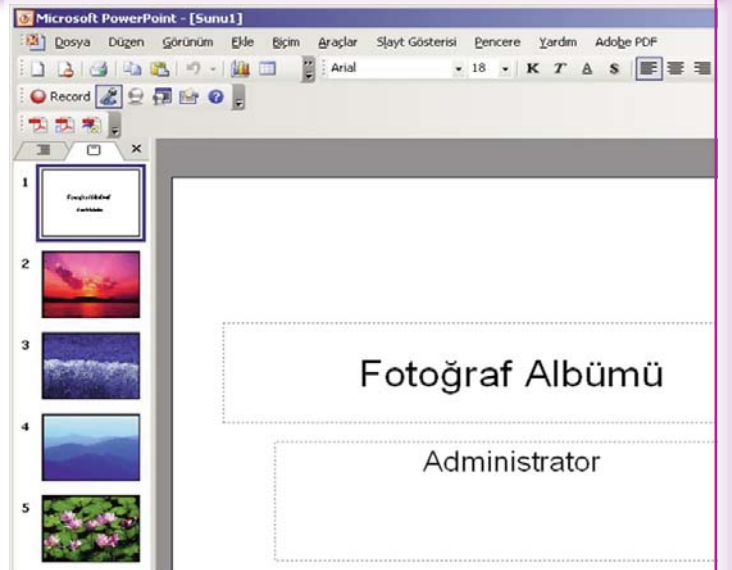 Microsoft PowerPoint - [Sunu1]
Dosya Düzen Görünüm Ekle Biçim Araçlar Slayt Gösterisi Pencere Yardım Adobe PDF
Arial 18 K T A S
Record
1
2
3
4
5
Fotoğraf Albümü
Administrator